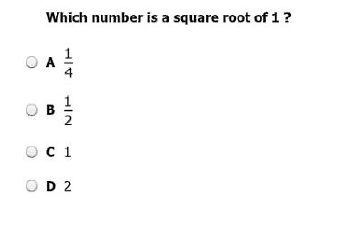 Which number is a square root of 1 ?
A 1/4
B 1/2
C 1
D 2